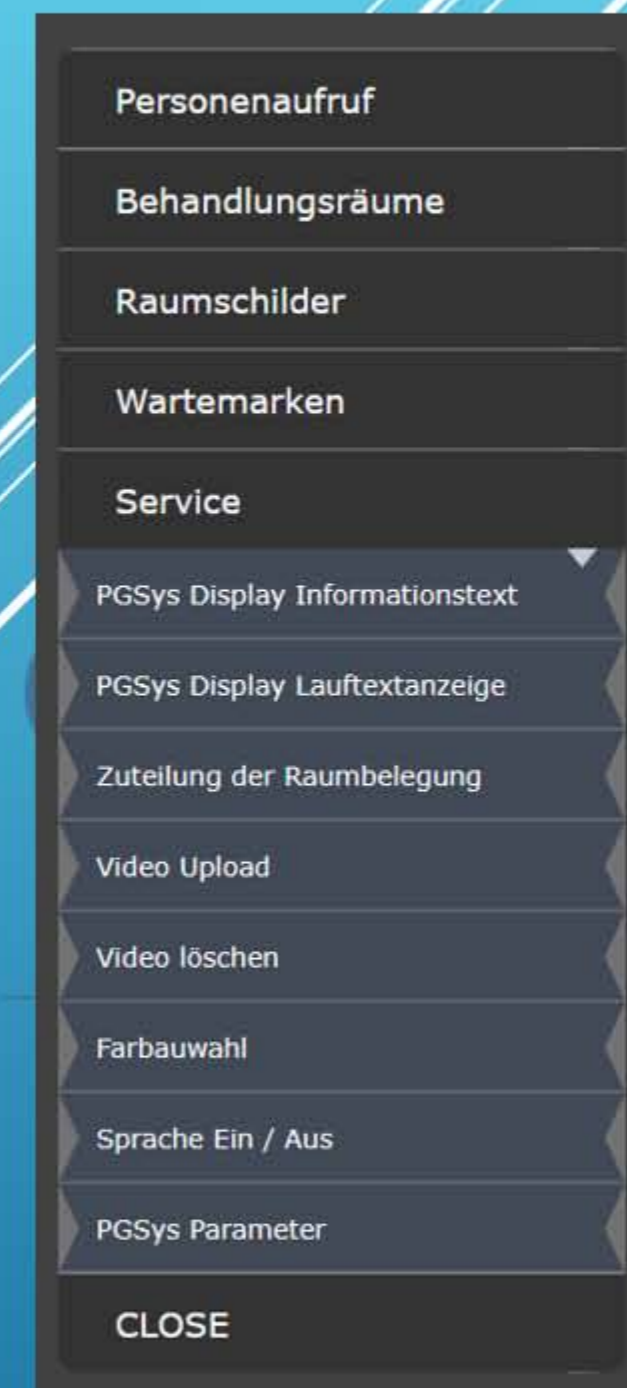 Personenaufruf
Behandlungsräume
Raumschilder
Wartemarken
Service
PGSys Display Informationstext
PGSys Display Lauftextanzeige
Zuteilung der Raumbelegung
Video Upload
Video löschen
Farbauwahl
Sprache Ein / Aus
PGSys Parameter
CLOSE